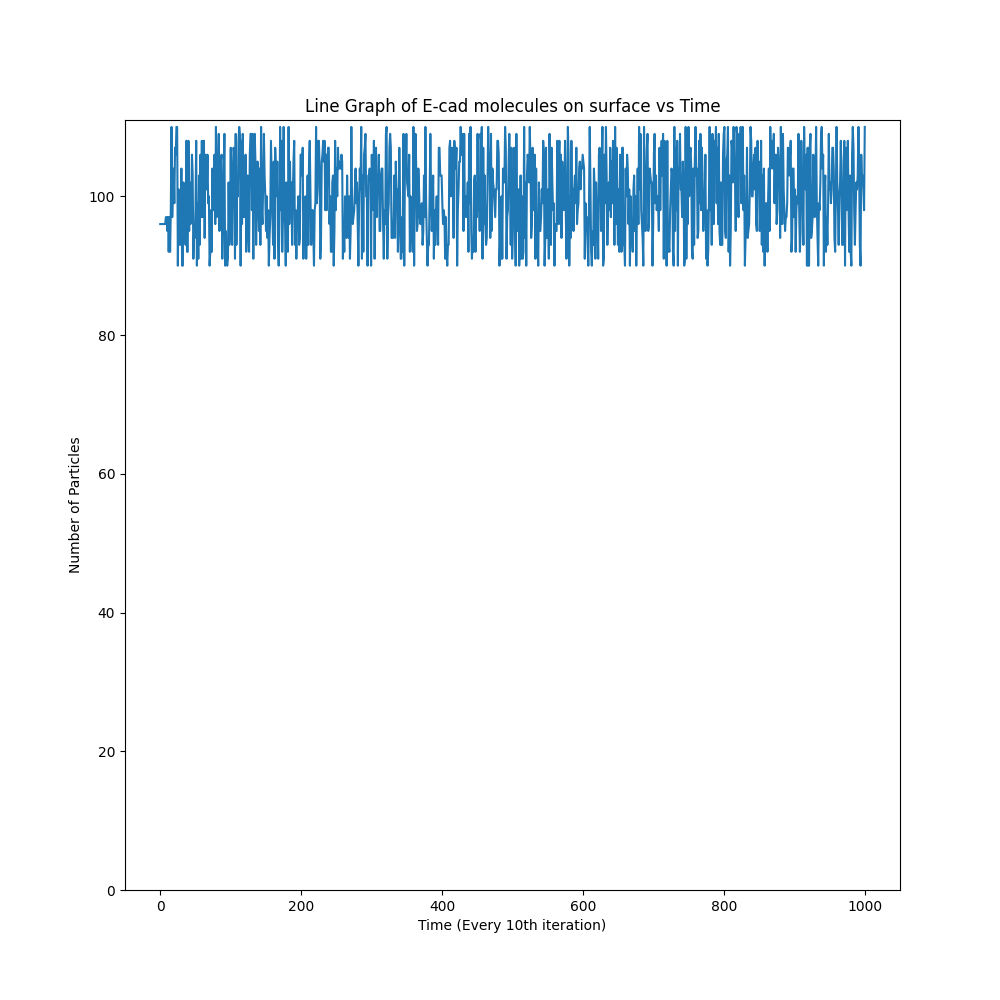 Line Graph of E-cad molecules on surface vs Time
100
80
60
40
20
0
Number of Particles
0 200 400 600 800 1000
Time (Every 10th iteration)